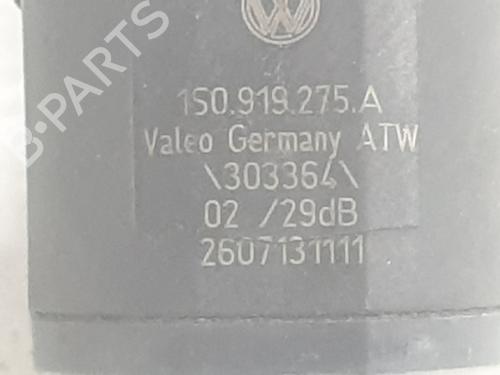 B-PARTS
1S0.919.275.A
Valeo Germany ATW
\303364\
02 /29dB
2607131111